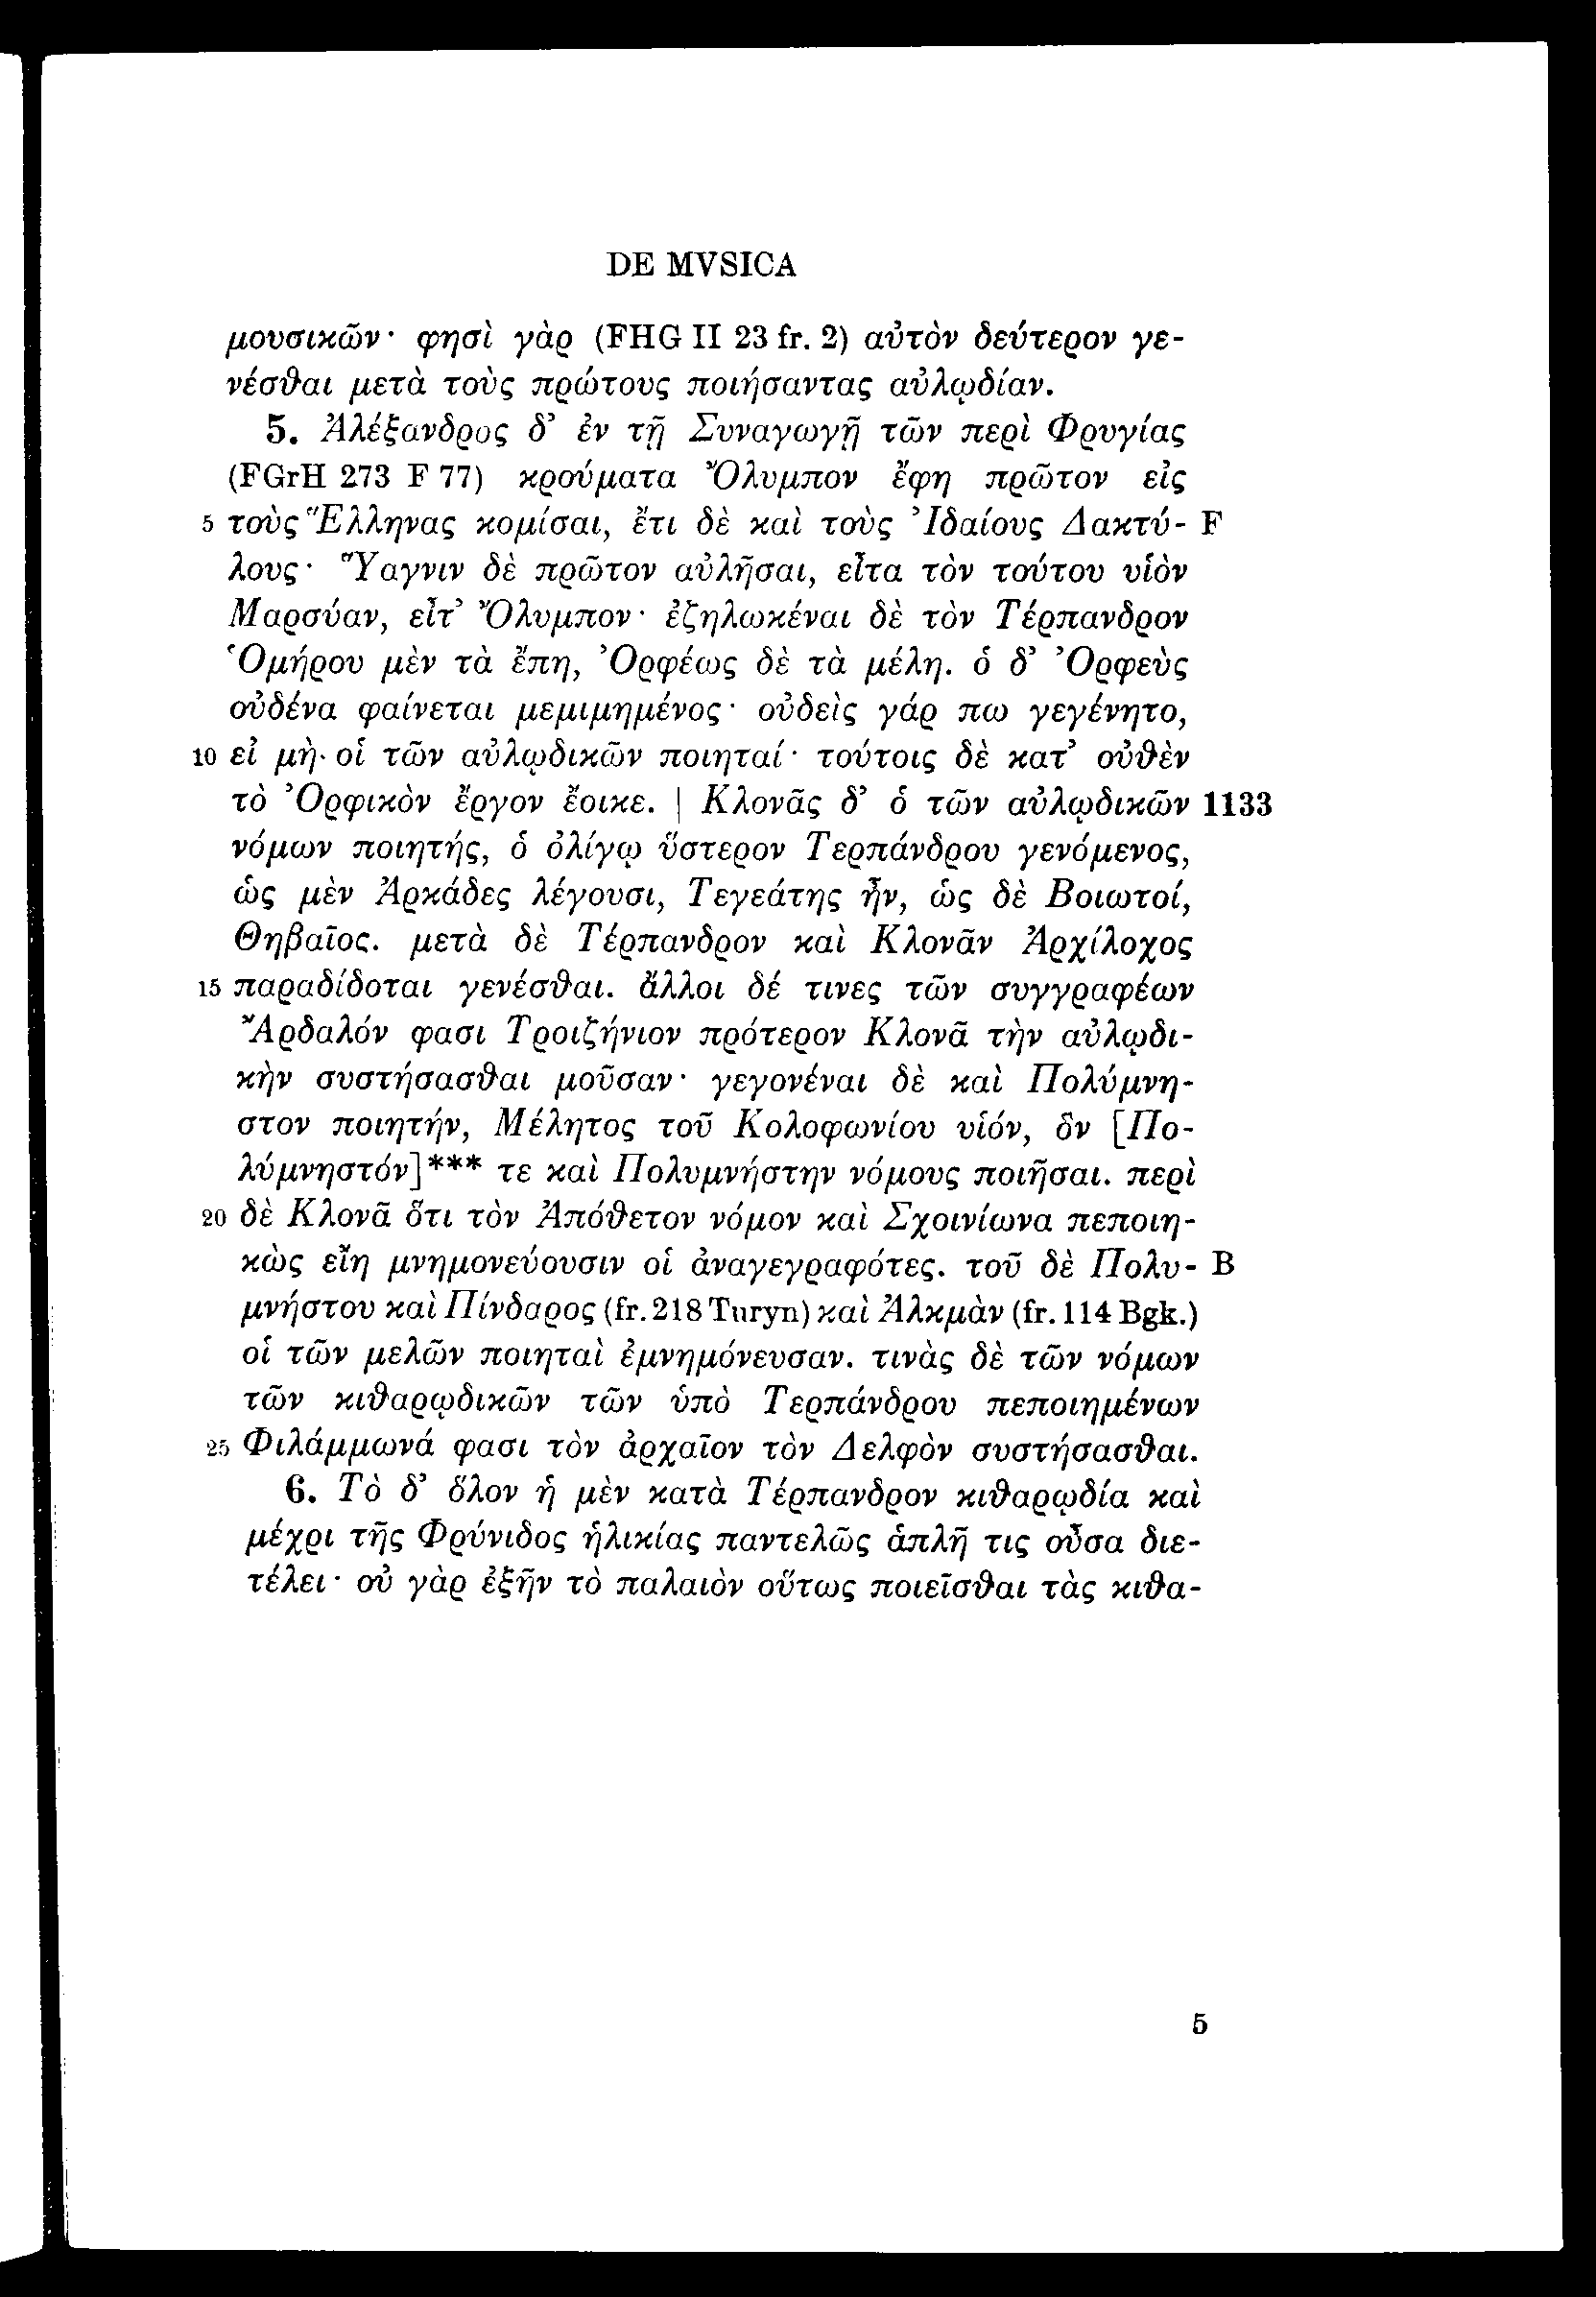 DE MVSICA
μουσικῶν· φησὶ γὰρ (FHG II 23 fr. 2) αὐτὸν δεύτερον γε-
νέσθαι μετὰ τοὺς πρώτους ποιήσαντας αὐλῳδίαν.
5. Ἀλέξανδρος δ’ ἐν τῇ Συναγωγῇ τῶν περὶ Φρυγίας
(FGrH 273 F 77) κρούματα Ὄλυμπον ἔφη πρῶτον εἰς
5 τοὺς Ἕλληνας κομίσαι, ἔτι δὲ καὶ τοὺς Ἰδαίους Δακτύ- F
λους· Ὕαγνιν δὲ πρῶτον αὐλῆσαι, εἶτα τὸν τούτου υἱὸν
Μαρσύαν, εἶτ’ Ὄλυμπον· ἐζηλωκέναι δὲ τὸν Τέρπανδρον
Ὁμήρου μὲν τὰ ἔπη, Ὀρφέως δὲ τὰ μέλη. ὁ δ’ Ὀρφεὺς
οὐδένα φαίνεται μεμιμημένος· οὐδεὶς γάρ πω γεγένητο,
10 εἰ μὴ· οἱ τῶν αὐλῳδικῶν ποιηταί· τούτοις δὲ κατ’ οὐθὲν
τὸ Ὀρφικὸν ἔργον ἔοικε. | Κλονᾶς δ’ ὁ τῶν αὐλῳδικῶν 1133
νόμων ποιητής, ὁ ὀλίγῳ ὕστερον Τερπάνδρου γενόμενος,
ὡς μὲν Ἀρκάδες λέγουσι, Τεγεάτης ἦν, ὡς δὲ Βοιωτοί,
Θηβαῖος. μετὰ δὲ Τέρπανδρον καὶ Κλονᾶν Ἀρχίλοχος
15 παραδίδοται γενέσθαι. ἄλλοι δέ τινες τῶν συγγραφέων
Ἄρδαλόν φασι Τροιζήνιον πρότερον Κλονᾶ τὴν αὐλῳδι-
κὴν συστήσασθαι μοῦσαν· γεγονέναι δὲ καὶ Πολύμνη-
στον ποιητήν, Μέλητος τοῦ Κολοφωνίου υἱόν, ὃν [Πο-
λύμνηστόν]*** τε καὶ Πολυμνήστην νόμους ποιῆσαι. περὶ
20 δὲ Κλονᾶ ὅτι τὸν Ἀπόθετον νόμον καὶ Σχοινίωνα πεποιη-
κὼς εἴη μνημονεύουσιν οἱ ἀναγεγραφότες. τοῦ δὲ Πολυ- B
μνήστου καὶ Πίνδαρος (fr. 218 Turyn) καὶ Ἀλκμὰν (fr. 114 Bgk.)
οἱ τῶν μελῶν ποιηταὶ ἐμνημόνευσαν. τινὰς δὲ τῶν νόμων
τῶν κιθαρῳδικῶν τῶν ὑπὸ Τερπάνδρου πεποιημένων
25 Φιλάμμωνά φασι τὸν ἀρχαῖον τὸν Δελφὸν συστήσασθαι.
6. Τὸ δ’ ὅλον ἡ μὲν κατὰ Τέρπανδρον κιθαρῳδία καὶ
μέχρι τῆς Φρύνιδος ἡλικίας παντελῶς ἁπλῆ τις οὖσα διε-
τέλει· οὐ γὰρ ἐξῆν τὸ παλαιὸν οὕτως ποιεῖσθαι τὰς κιθα-
5